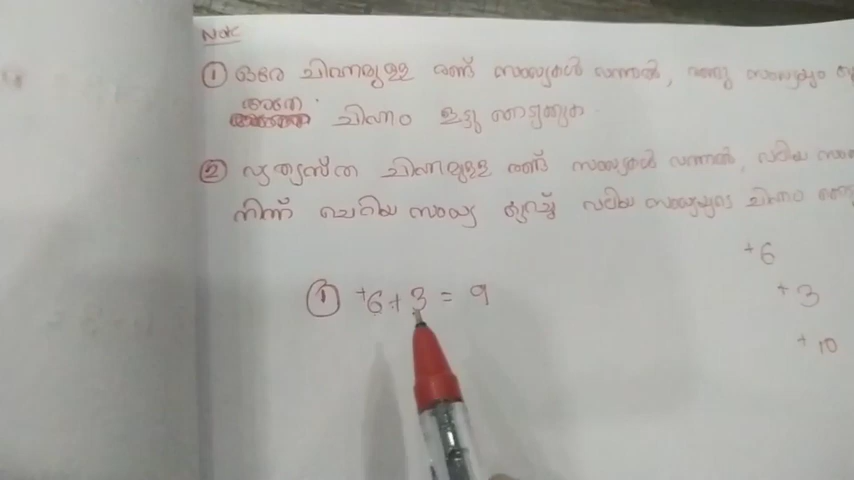 Note
① ഒരേ ചിഹ്നമുള്ള രണ്ട് സംഖ്യകൾ വന്നാൽ, രണ്ടു സംഖ്യയും
അതേ ചിഹ്നം ഇട്ടു
② വ്യത്യസ്ത ചിഹ്നമുള്ള രണ്ട് സംഖ്യകൾ വന്നാൽ, വലിയ
നിന്ന് ചെറിയ സംഖ്യ കുറച്ച് വലിയ സംഖ്യയുടെ ചിഹ്നം
+6
① +6+3 = 9
+3
+10